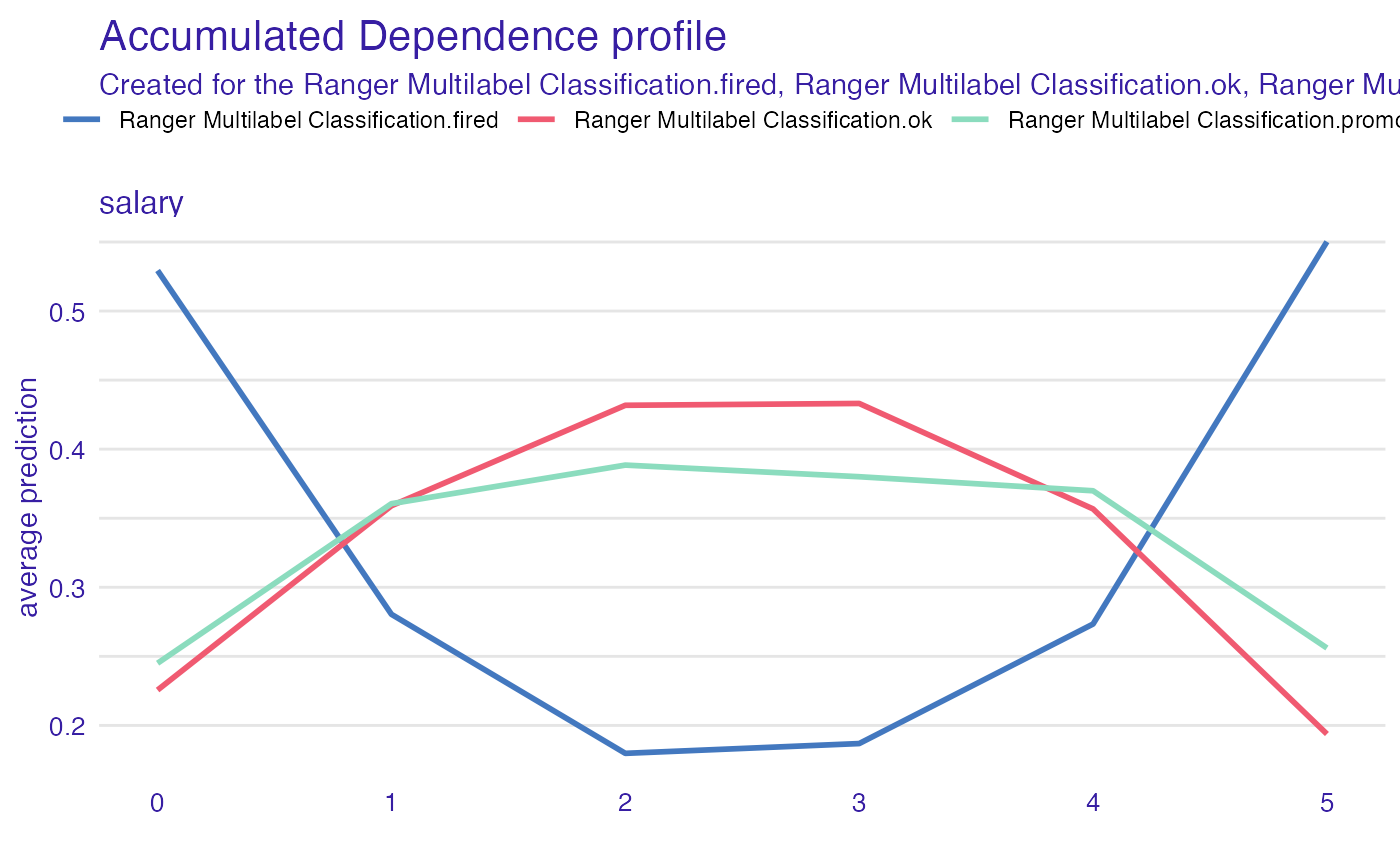 Accumulated Dependence profile
Created for the Ranger Multilabel Classification.fired, Ranger Multilabel Classification.ok, Ranger Mu
Ranger Multilabel Classification.fired Ranger Multilabel Classification.ok Ranger Multilabel Classification.promo
salary
average prediction
0.5
0.4
0.3
0.2
0 1 2 3 4 5